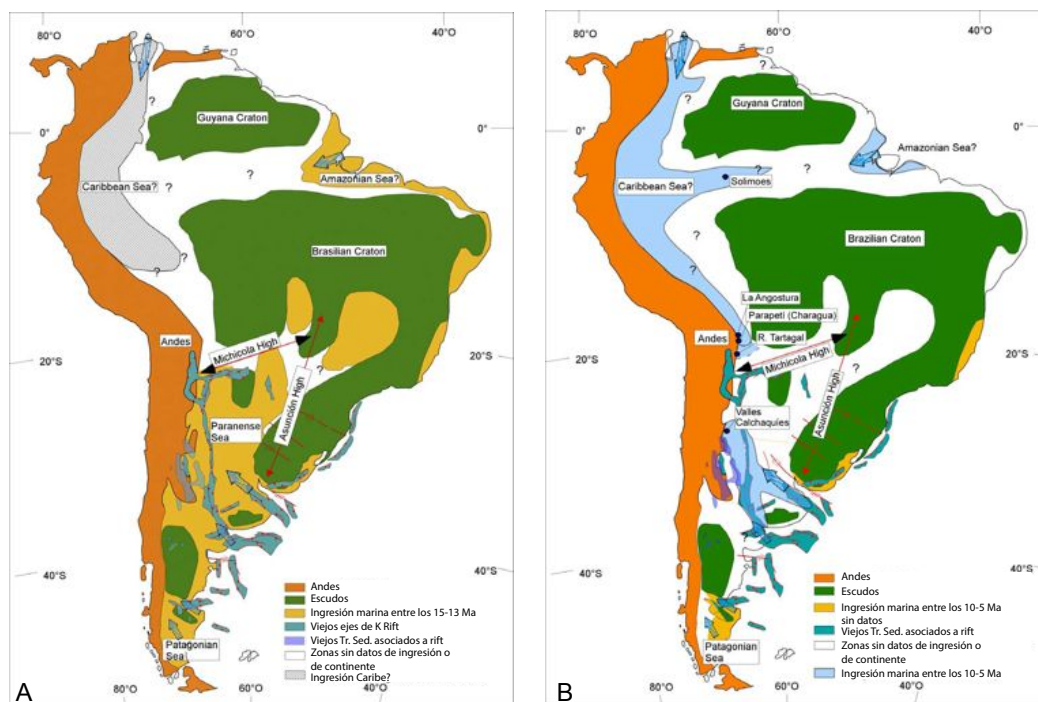 80°O
60°O
40°O
Guyana Craton
?
0°
0°
Caribbean Sea?
?
?
Amazonian Sea?
Brasilian Craton
?
?
Andes
Michicola High
20°S
20°S
?
Asunción High
Paranense
Sea
40°S
40°S
Andes
Escudos
Ingresión marina entre los 15-13 Ma
Viejos ejes de K Rift
Viejos Tr. Sed. asociados a rift
Zonas sin datos de ingresión o
de continente
Ingresión Caribe?
Patagonian
Sea
A
80°O
60°O
80°O
60°O
40°O
?
Guyana Craton
?
0°
0°
Amazonian Sea?
?
?
Caribbean Sea?
Solimoes
?
Brazilian Craton
?
La Angostura
Parapetí (Charagua)
Andes
R. Tartagal
20°S
20°S
Michicola High
?
Asunción High
Valles
Calchaquíes
?
40°S
40°S
Andes
Escudos
Ingresión marina entre los 10-5 Ma
sin datos
Viejos Tr. Sed. asociados a rift
Zonas sin datos de ingresión o
de continente
Ingresión marina entre los 10-5 Ma
Patagonian
Sea
B
80°O
60°O